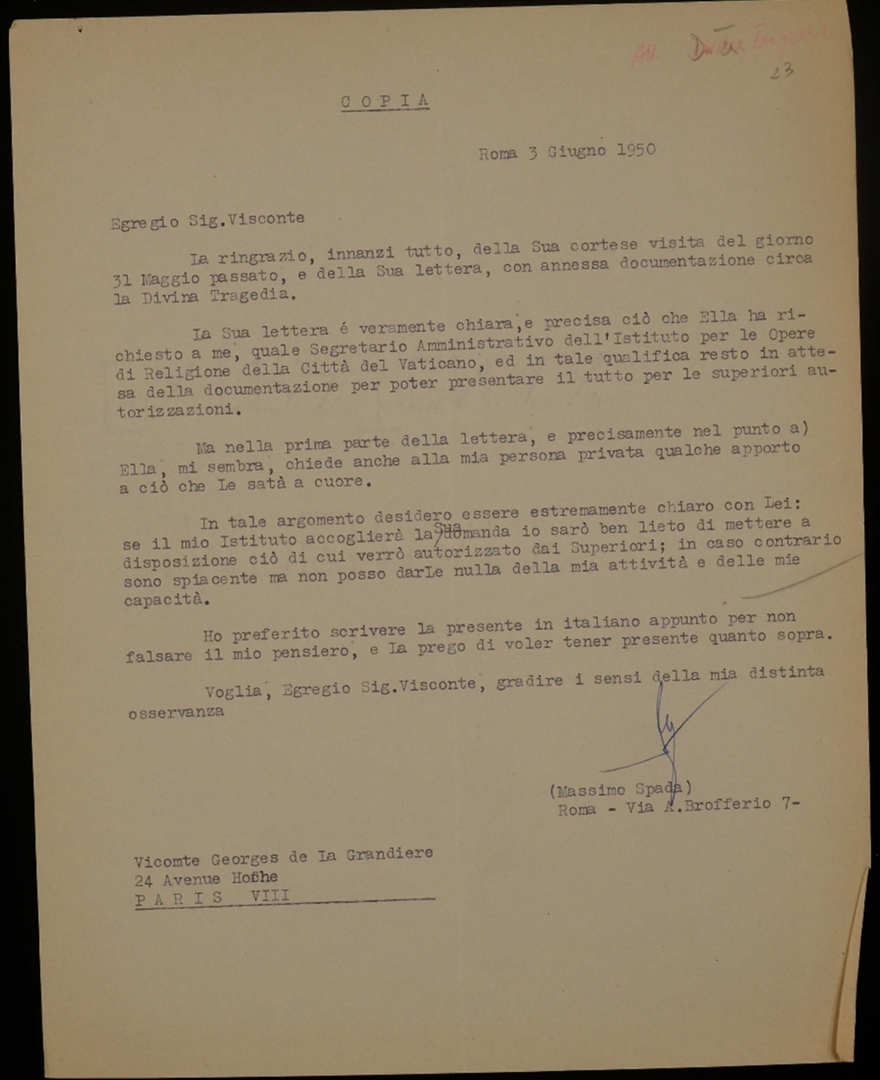 23
C O P I A
Roma 3 Giugno 1950
Egregio Sig.Visconte
La ringrazio, innanzi tutto, della Sua cortese visita del giorno
31 Maggio passato, e della Sua lettera, con annessa documentazione circa
la Divina Tragedia.
La Sua lettera é veramente chiara,e precisa ciò che Ella ha ri-
chiesto a me, quale Segretario Amministrativo dell'Istituto per le Opere
di Religione della Città del Vaticano, ed in tale qualifica resto in atte-
sa della documentazione per poter presentare il tutto per le superiori au-
torizzazioni.
Ma nella prima parte della lettera, e precisamente nel punto a)
Ella, mi sembra, chiede anche alla mia persona privata qualche apporto
a ciò che Le satà a cuore.
In tale argomento desidero essere estremamente chiaro con Lei:
se il mio Istituto accoglierà la Sua domanda io sarò ben lieto di mettere a
disposizione ciò di cui verrò autorizzato dai Superiori; in caso contrario
sono spiacente ma non posso darLe nulla della mia attività e delle mie
capacità.
Ho preferito scrivere la presente in italiano appunto per non
falsare il mio pensiero, e La prego di voler tener presente quanto sopra.
Voglia, Egregio Sig.Visconte, gradire i sensi della mia distinta
osservanza
(Massimo Spada)
Roma - Via A.Brofferio 7-
Vicomte Georges de La Grandiere
24 Avenue Hoche
P A R I S VIII